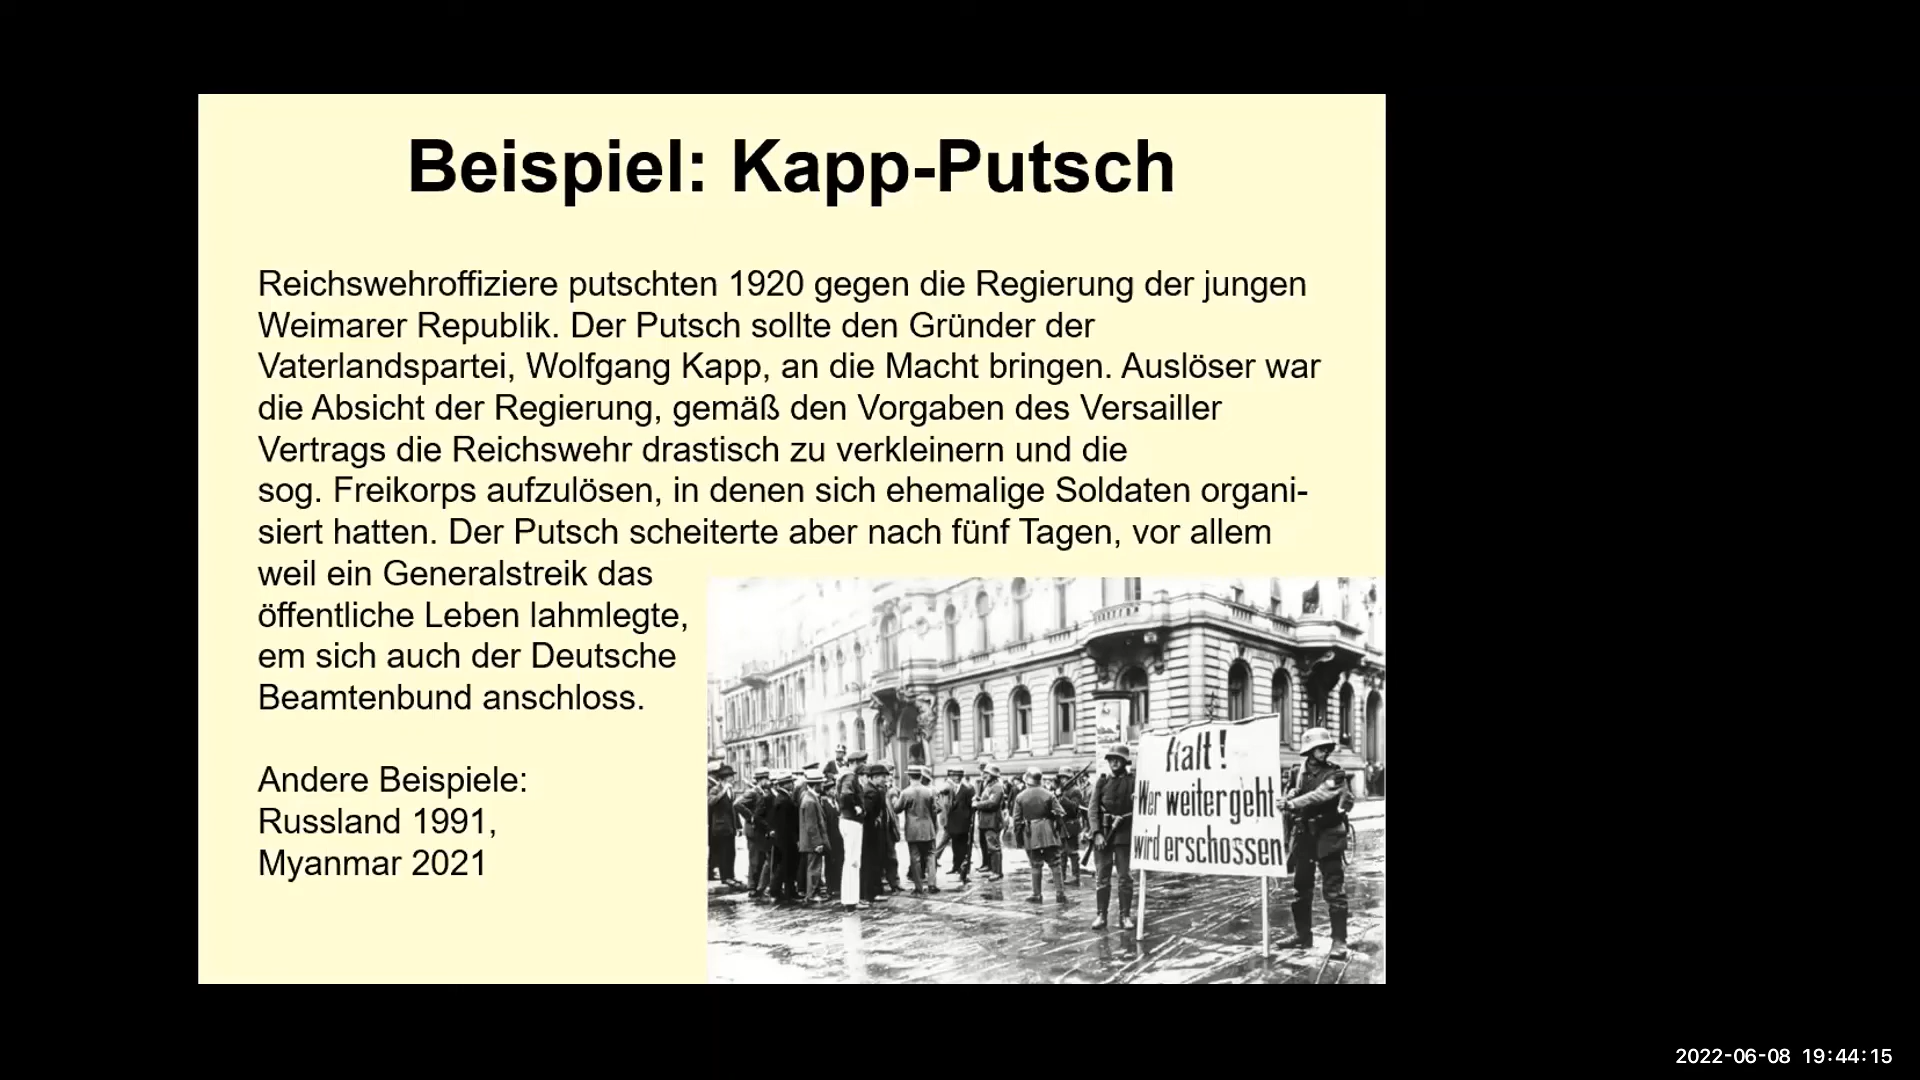 Beispiel: Kapp-Putsch
Reichswehroffiziere putschten 1920 gegen die Regierung der jungen
Weimarer Republik. Der Putsch sollte den Gründer der
Vaterlandspartei, Wolfgang Kapp, an die Macht bringen. Auslöser war
die Absicht der Regierung, gemäß den Vorgaben des Versailler
Vertrags die Reichswehr drastisch zu verkleinern und die
sog. Freikorps aufzulösen, in denen sich ehemalige Soldaten organi-
siert hatten. Der Putsch scheiterte aber nach fünf Tagen, vor allem
weil ein Generalstreik das
öffentliche Leben lahmlegte,
em sich auch der Deutsche
Beamtenbund anschloss.
Andere Beispiele:
Russland 1991,
Myanmar 2021
Halt!
Wer weitergeht
wird erschossen
2022-06-08 19:44:15